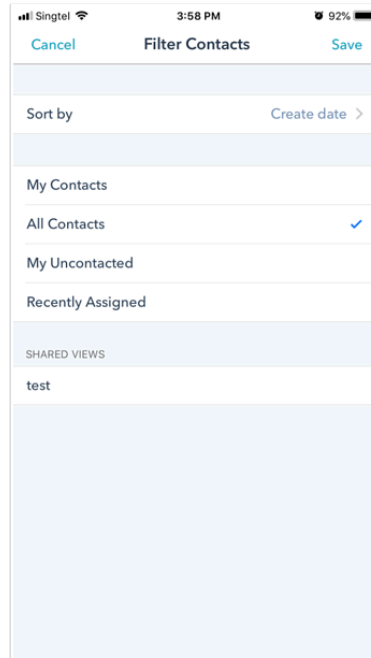 Singtel 3:58 PM 92%
Cancel Filter Contacts Save
Sort by Create date
My Contacts
All Contacts
My Uncontacted
Recently Assigned
SHARED VIEWS
test